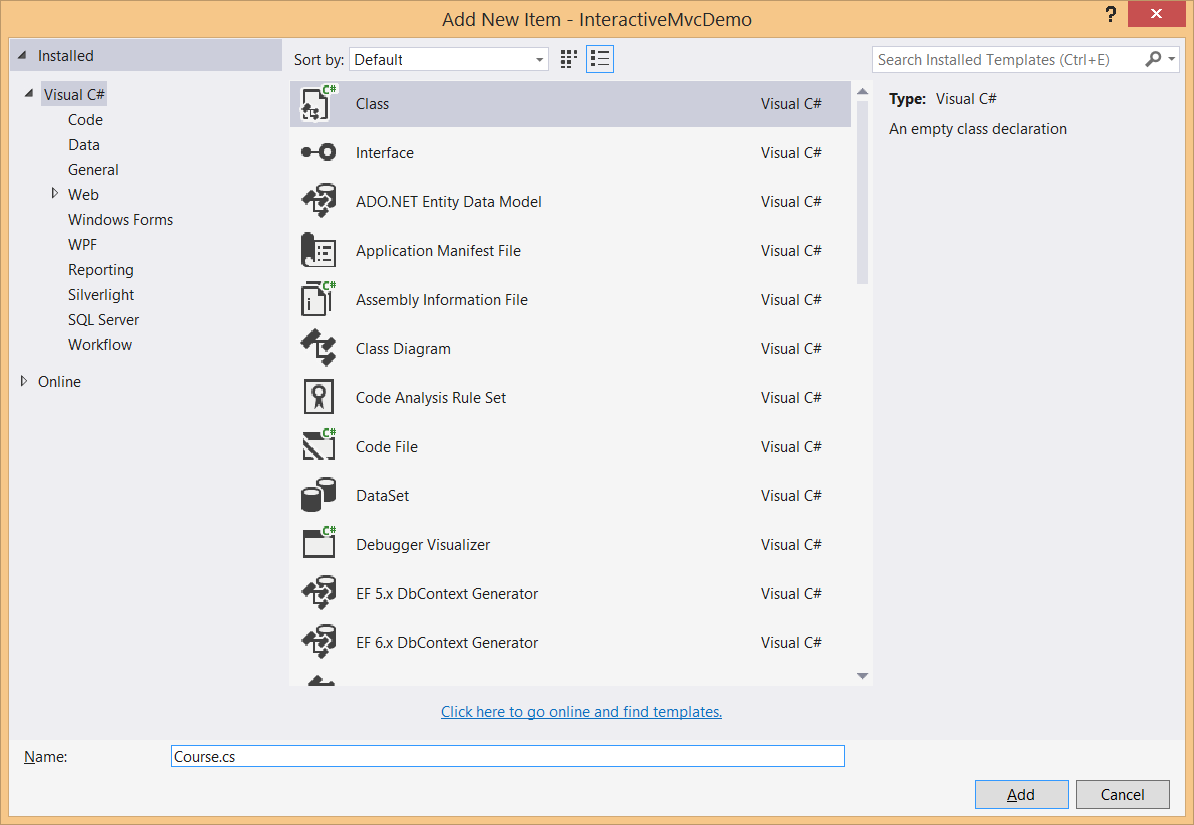 Add New Item - InteractiveMvcDemo
?
Installed
Sort by: Default
Search Installed Templates (Ctrl+E)
Visual C#
Code
Data
General
Web
Windows Forms
WPF
Reporting
Silverlight
SQL Server
Workflow
Online
C# Class Visual C#
Interface Visual C#
ADO.NET Entity Data Model Visual C#
Application Manifest File Visual C#
C# Assembly Information File Visual C#
Class Diagram Visual C#
Code Analysis Rule Set Visual C#
C# Code File Visual C#
DataSet Visual C#
C# Debugger Visualizer Visual C#
EF 5.x DbContext Generator Visual C#
EF 6.x DbContext Generator Visual C#
Type: Visual C#
An empty class declaration
Click here to go online and find templates.
Name: Course.cs
Add Cancel